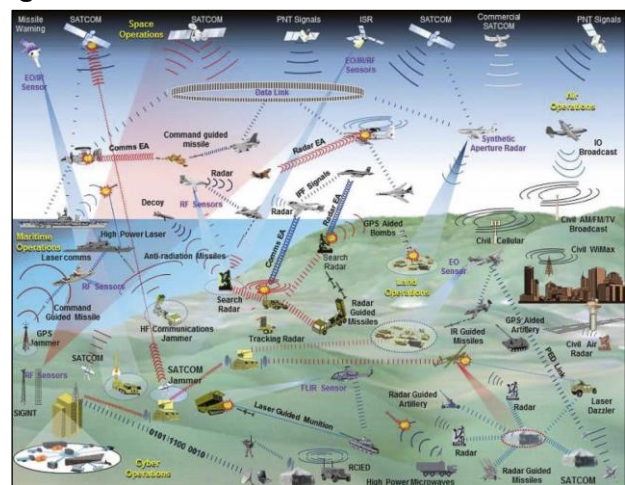 Missile
Warning
SATCOM
Space
Operations
SATCOM
PNT Signals
ISR
SATCOM
Commercial
SATCOM
PNT Signals
EO/IR
Sensor
EO/IR/RF
Sensors
Data Link
Air
Operations
Comms EA
Command guided
missile
Radar EA
Synthetic
Aperture Radar
IO
Broadcast
Radar
RF Sensors
IFF Signals
Decoy
Radar
High Power Laser
GPS Aided
Bombs
Civil AM/FM/TV
Broadcast
Maritime
Operations
Laser comms
Anti-radiation Missiles
Comms EA
Search
Radar
Civil Cellular
Civil WiMax
EO
Sensor
RF Sensors
Land
Operations
Command
Guided Missile
Search
Radar
Radar
Guided
Missiles
GPS
Jammer
HF Communications
Jammer
Tracking Radar
IR Guided
Missiles
GPS Aided
Artillery
Civil Air
Radar
SATCOM
SATCOM
Jammer
PED Link
RF Sensors
FLIR Sensor
Radar Guided
Artillery
Radar
Laser
Dazzler
SIGINT
Laser Guided Munition
0101 1100 0010
Radar
Cyber
Operations
RCIED
High Power Microwaves
Radar Guided
Missiles
SATCOM